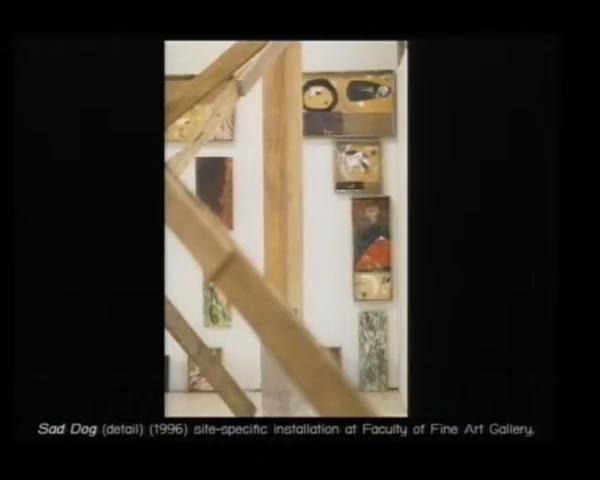 Sad Dog (detail) (1996) site-specific installation at Faculty of Fine Art Gallery.